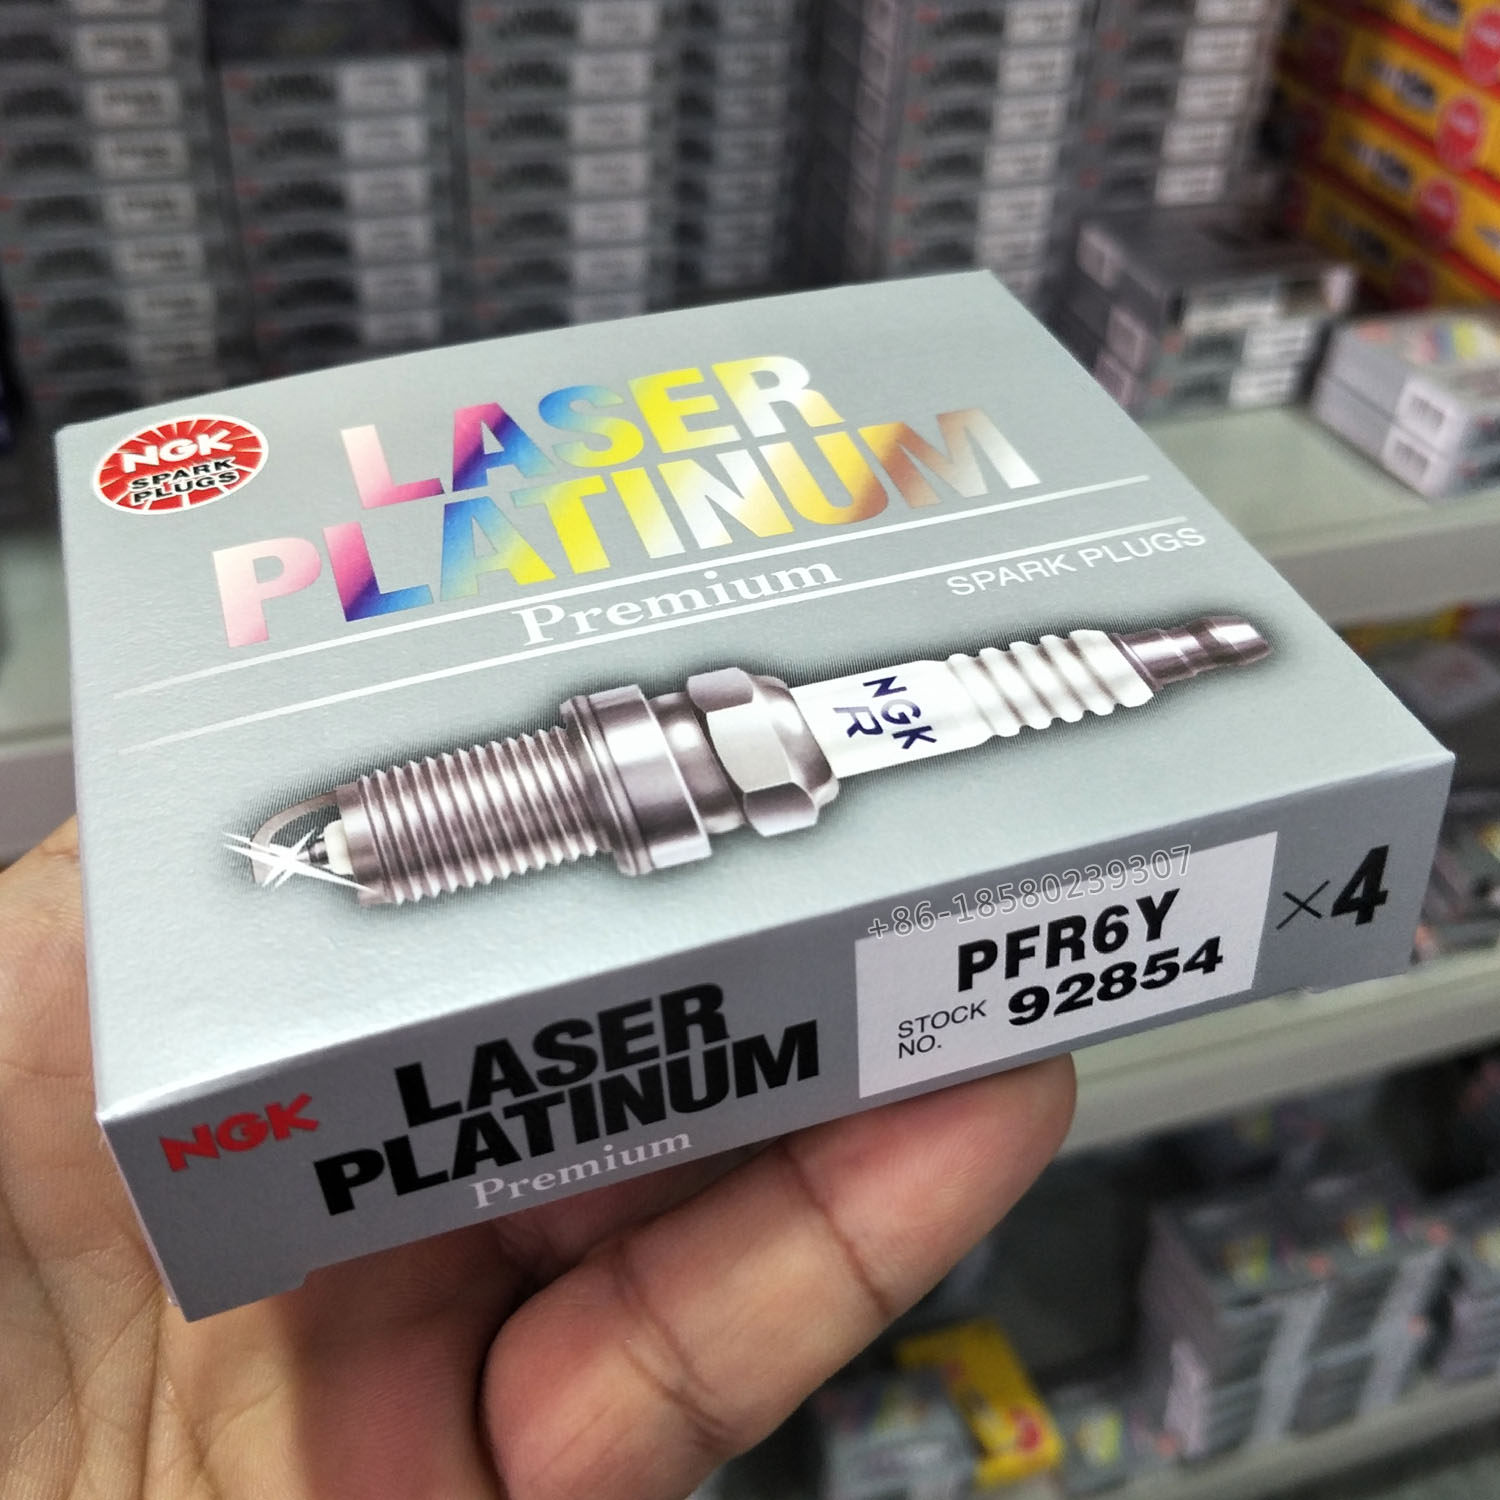 NGK
SPARK
PLUGS
LASER
PLATINUM
Premium
SPARK PLUGS
NGK
R
+86-18580239307
PFR6Y
STOCK
NO.
92854
×4
NGK
LASER
PLATINUM
Premium